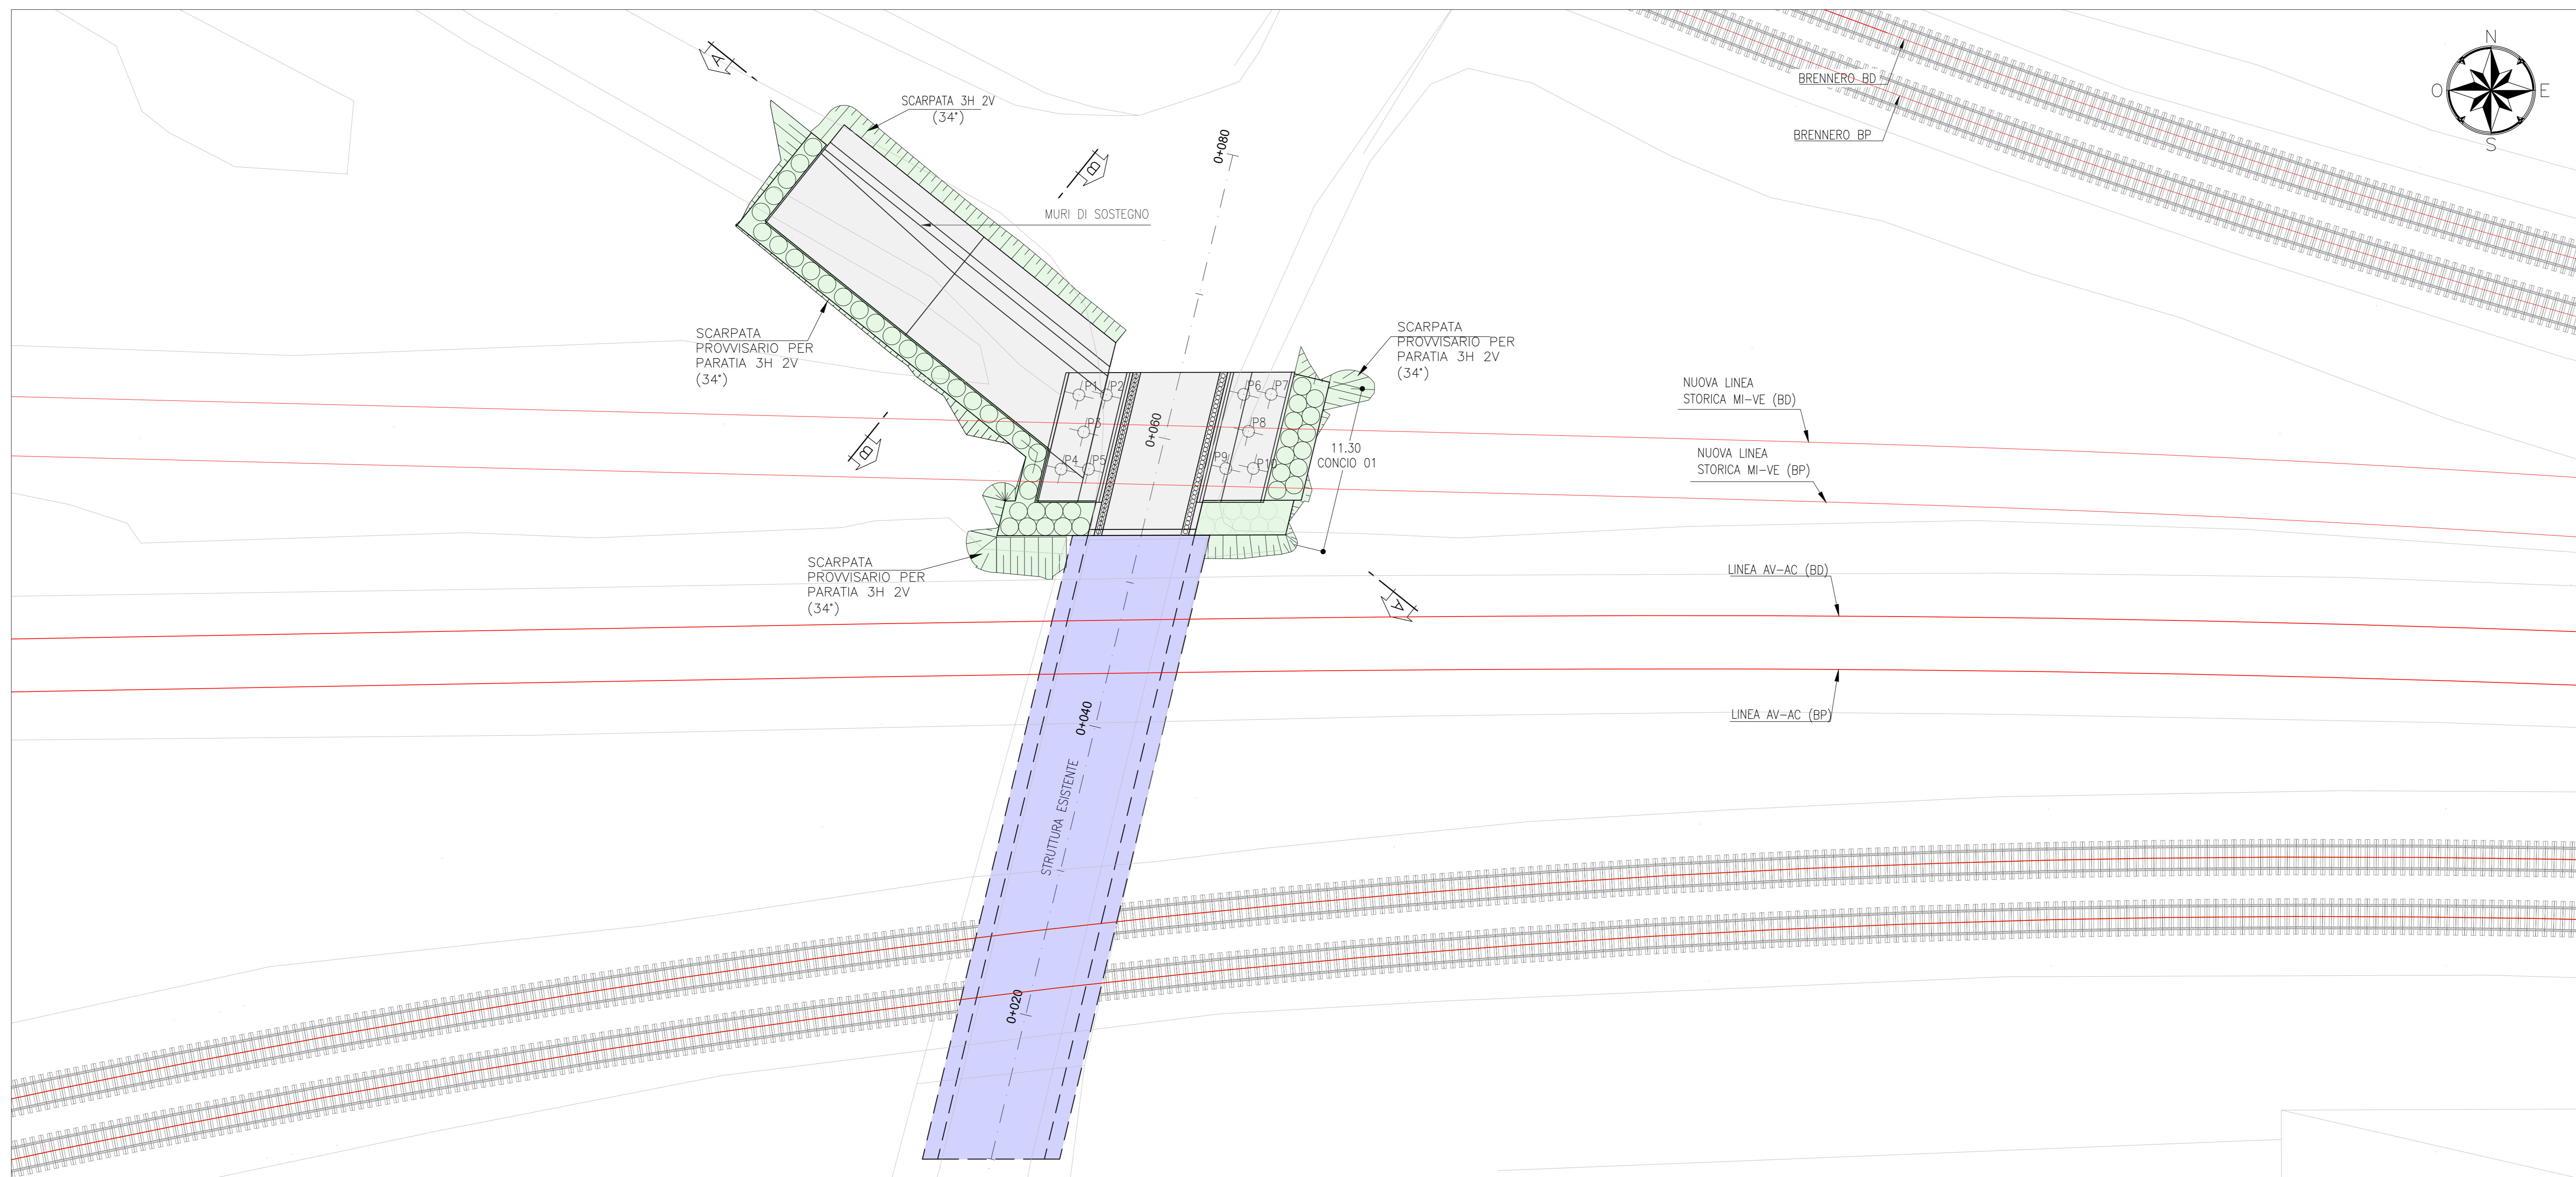 N
O
E
S
BRENNERO BD
BRENNERO BP
A
SCARPATA 3H 2V
(34°)
B
0+080
MURI DI SOSTEGNO
SCARPATA
PROVVISARIO PER
PARATIA 3H 2V
(34°)
SCARPATA
PROVVISARIO PER
PARATIA 3H 2V
(34°)
P1
P2
P6
P7
P3
0+060
P8
P4
P5
P9
P10
B
11.30
CONCIO 01
NUOVA LINEA
STORICA MI-VE (BD)
NUOVA LINEA
STORICA MI-VE (BP)
SCARPATA
PROVVISARIO PER
PARATIA 3H 2V
(34°)
A
LINEA AV-AC (BD)
LINEA AV-AC (BP)
0+040
STRUTTURA ESISTENTE
0+020